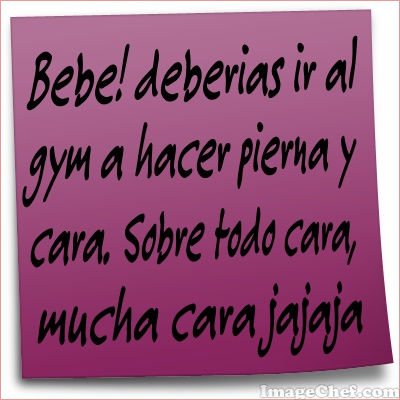 Bebe! deberias ir al
gym a hacer pierna y
cara. Sobre todo cara,
mucha cara jajaja
ImageChef.com